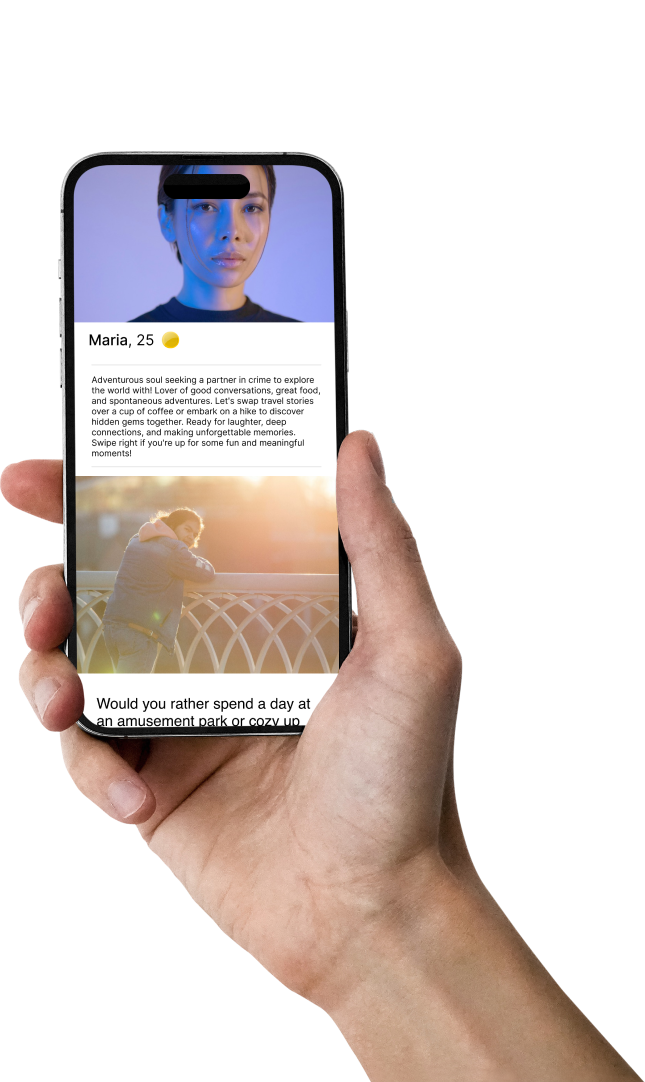 Maria, 25
Adventurous soul seeking a partner in crime to explore
the world with! Lover of good conversations, great food,
and spontaneous adventures. Let's swap travel stories
over a cup of coffee or embark on a hike to discover
hidden gems together. Ready for laughter, deep
connections, and making unforgettable memories.
Swipe right if you're up for some fun and meaningful
moments!
Would you rather spend a day at
an amusement park or cozy up